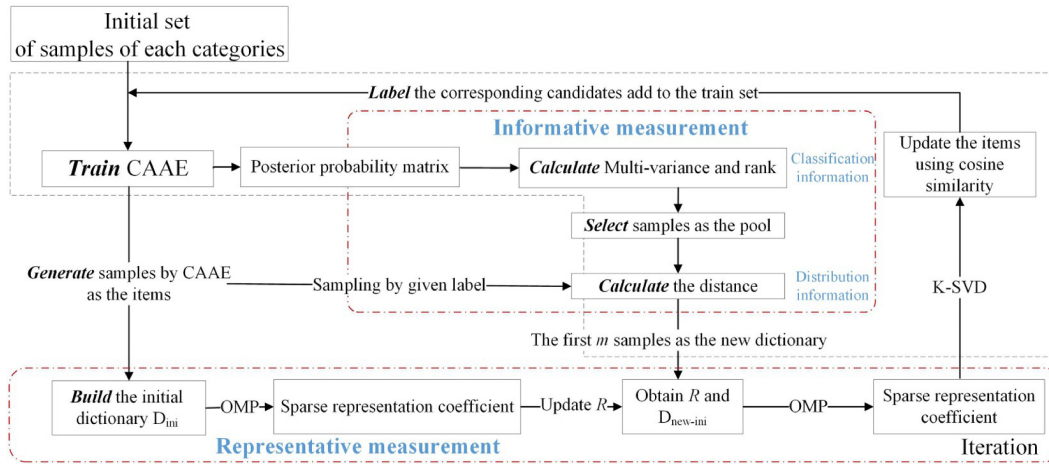 Initial set
of samples of each categories
Label the corresponding candidates add to the train set
Informative measurement
Train CAAE
Posterior probability matrix
Calculate Multi-variance and rank
Classification
information
Update the items
using cosine
similarity
Select samples as the pool
Generate samples by CAAE
as the items
Sampling by given label
Calculate the distance
Distribution
information
K-SVD
The first m samples as the new dictionary
Build the initial
dictionary Dini
OMP
Sparse representation coefficient
Update R
Obtain R and
Dnew-ini
OMP
Sparse representation
coefficient
Representative measurement
Iteration